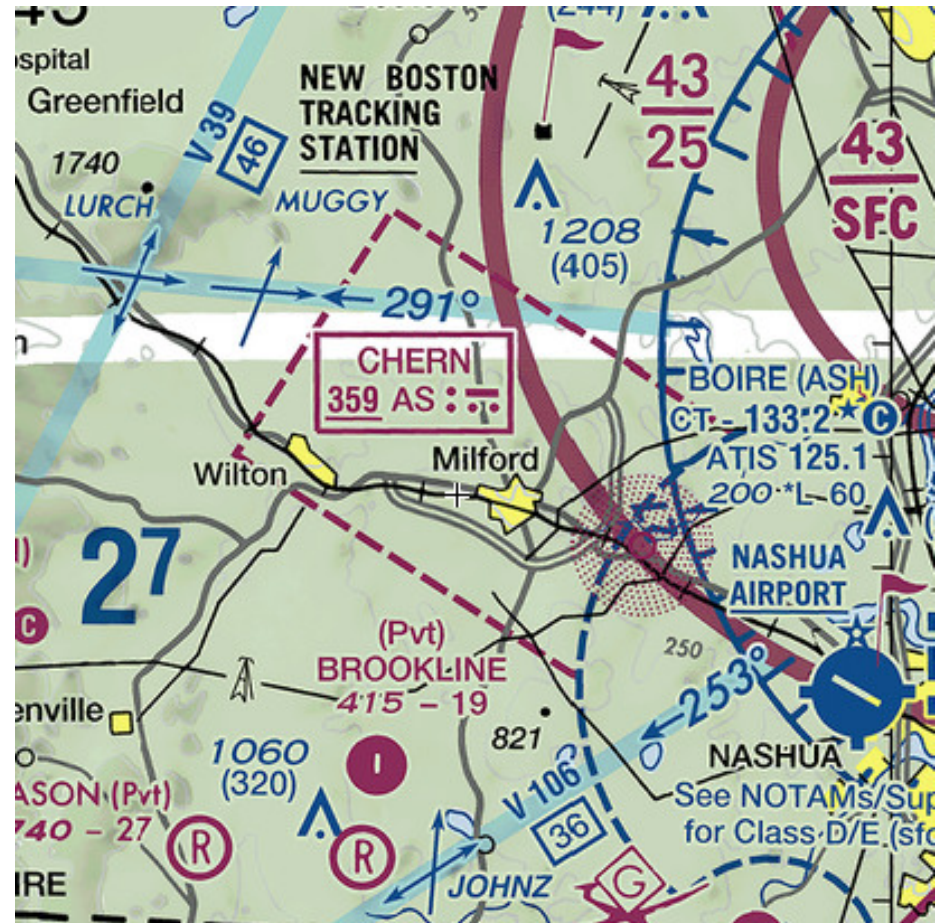 (244)
ospital
Greenfield
NEW BOSTON
TRACKING
STATION
43
25
43
SFC
V 39
46
1740
LURCH
MUGGY
1208
(405)
291°
CHERN
359 AS
BOIRE (ASH)
CT - 133.2 * C
ATIS 125.1
200 *L 60
Wilton
Milford
NASHUA
AIRPORT
27
C
250
253°
(Pvt)
BROOKLINE
415 - 19
821
enville
1060
(320)
I
NASHUA
See NOTAMs/Sup
for Class D/E (sfc
V 106
36
ASON (Pvt)
740 - 27
R
R
IRE
JOHNZ
G